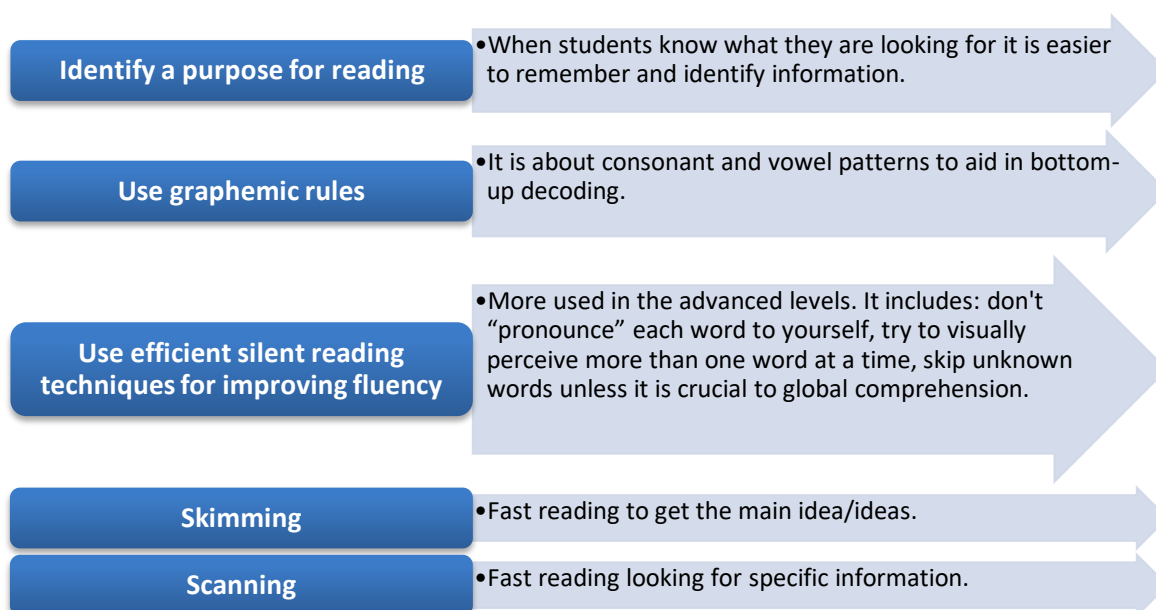 Identify a purpose for reading
•When students know what they are looking for it is easier
to remember and identify information.
Use graphemic rules
•It is about consonant and vowel patterns to aid in bottom-
up decoding.
Use efficient silent reading
techniques for improving fluency
•More used in the advanced levels. It includes: don't
“pronounce” each word to yourself, try to visually
perceive more than one word at a time, skip unknown
words unless it is crucial to global comprehension.
Skimming
•Fast reading to get the main idea/ideas.
Scanning
•Fast reading looking for specific information.